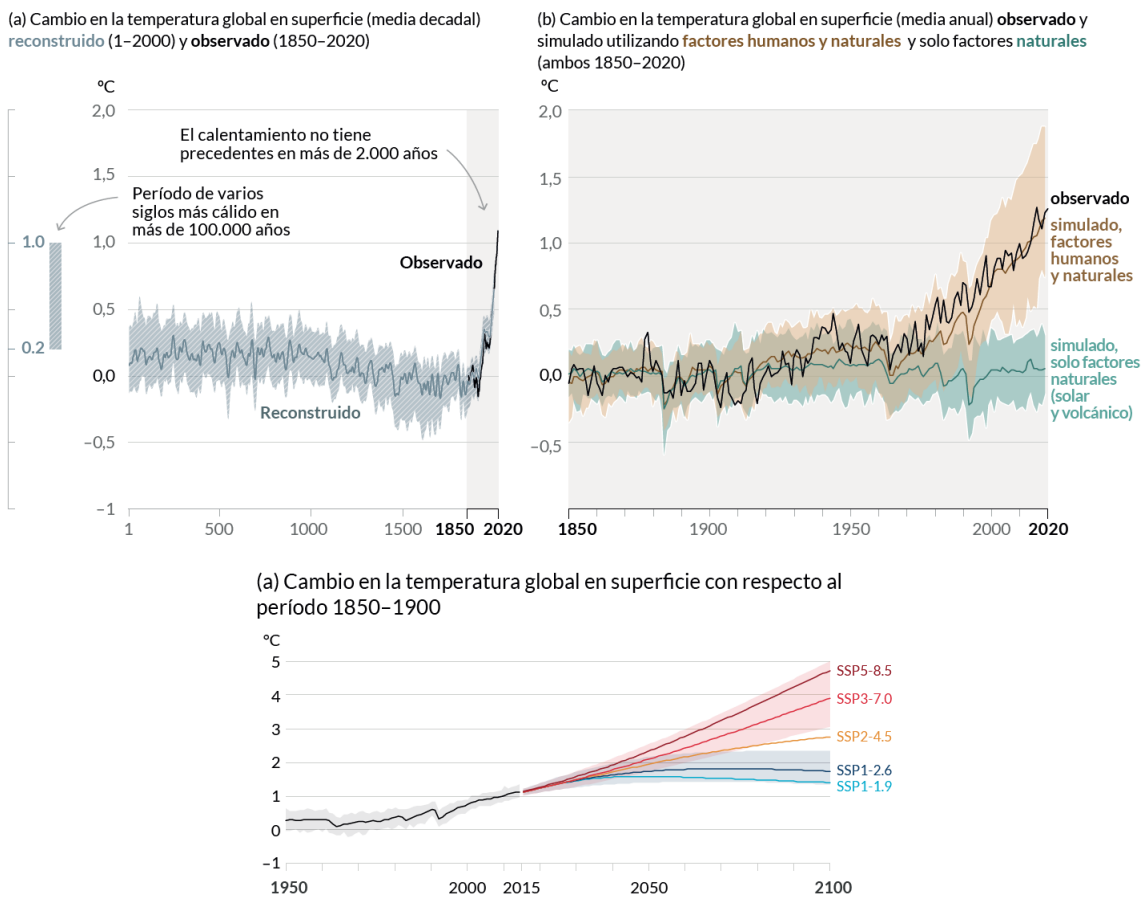 (a) Cambio en la temperatura global en superficie (media decadal)
reconstruido (1–2000) y observado (1850–2020)
°C
2,0
1,5
1,0
0,5
0,0
–0,5
–1
1.0
0.2
El calentamiento no tiene
precedentes en más de 2.000 años
Período de varios
siglos más cálido en
más de 100.000 años
Observado
Reconstruido
1
500
1000
1500
1850
2020
(b) Cambio en la temperatura global en superficie (media anual) observado y
simulado utilizando factores humanos y naturales y solo factores naturales
(ambos 1850–2020)
°C
2,0
1,5
1,0
0,5
0,0
–0,5
observado
simulado,
factores
humanos
y naturales
simulado,
solo factores
naturales
(solar
y volcánico)
1850
1900
1950
2000
2020
(a) Cambio en la temperatura global en superficie con respecto al
período 1850–1900
°C
5
4
3
2
1
0
–1
SSP5-8.5
SSP3-7.0
SSP2-4.5
SSP1-2.6
SSP1-1.9
1950
2000
2015
2050
2100